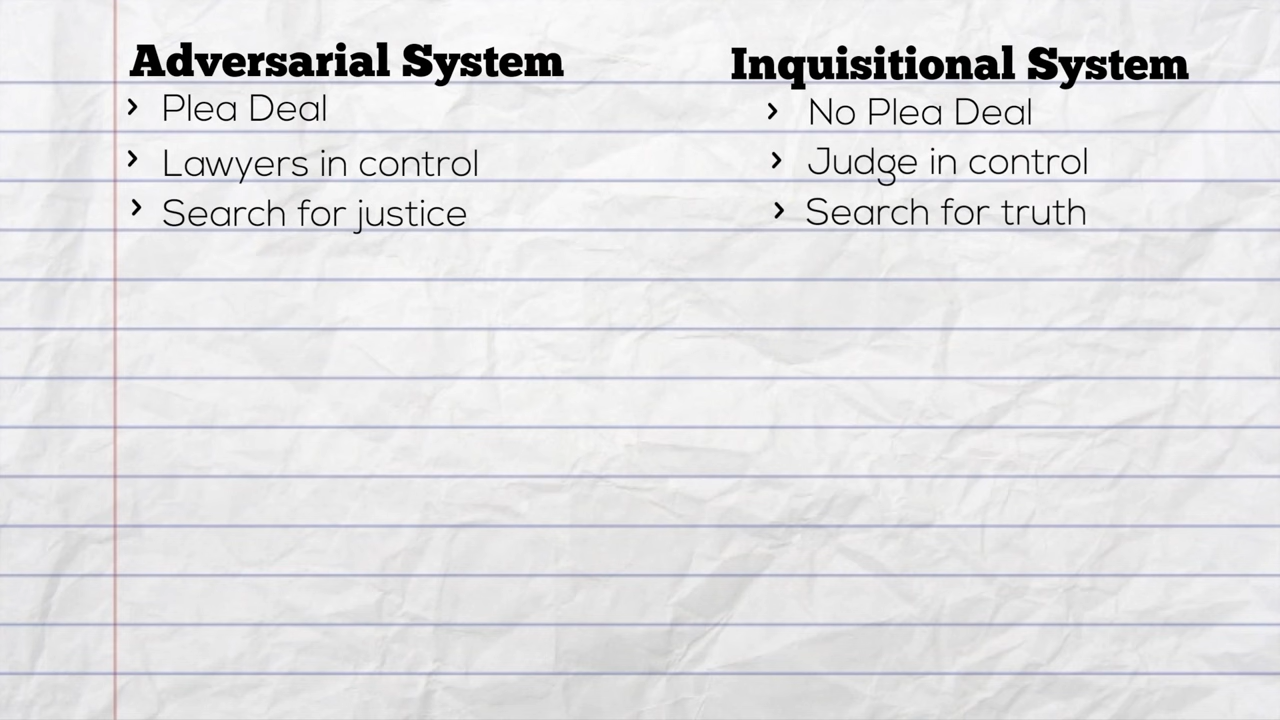 Adversarial System
› Plea Deal
› Lawyers in control
› Search for justice
Inquisitional System
› No Plea Deal
› Judge in control
› Search for truth